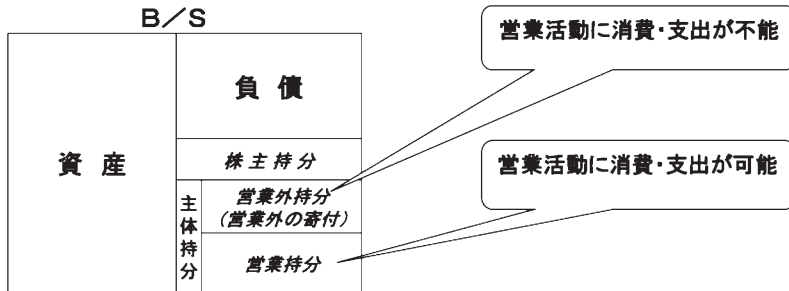 B／S
営業活動に消費・支出が不能
負 債
資 産
株主持分
営業活動に消費・支出が可能
主体持分
営業外持分
(営業外の寄付)
営業持分